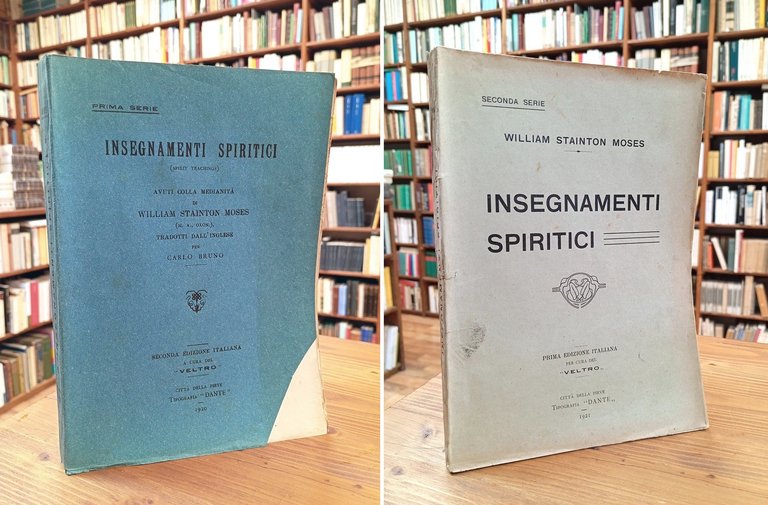 PRIMA SERIE
INSEGNAMENTI SPIRITICI
(SPIRIT TEACHINGS)
AVUTI COLLA MEDIANITÀ
DI
WILLIAM STAINTON MOSES
(M. A., OXON.),
TRADOTTI DALL'INGLESE
PER
CARLO BRUNO
SECONDA EDIZIONE ITALIANA
A CURA DEL
"VELTRO"
CITTÀ DELLA PIEVE
TIPOGRAFIA "DANTE"
1920
SECONDA SERIE
WILLIAM STAINTON MOSES
INSEGNAMENTI
SPIRITICI
PRIMA EDIZIONE ITALIANA
PER CURA DEL
"VELTRO„
CITTÀ DELLA PIEVE
TIPOGRAFIA "DANTE„
1921